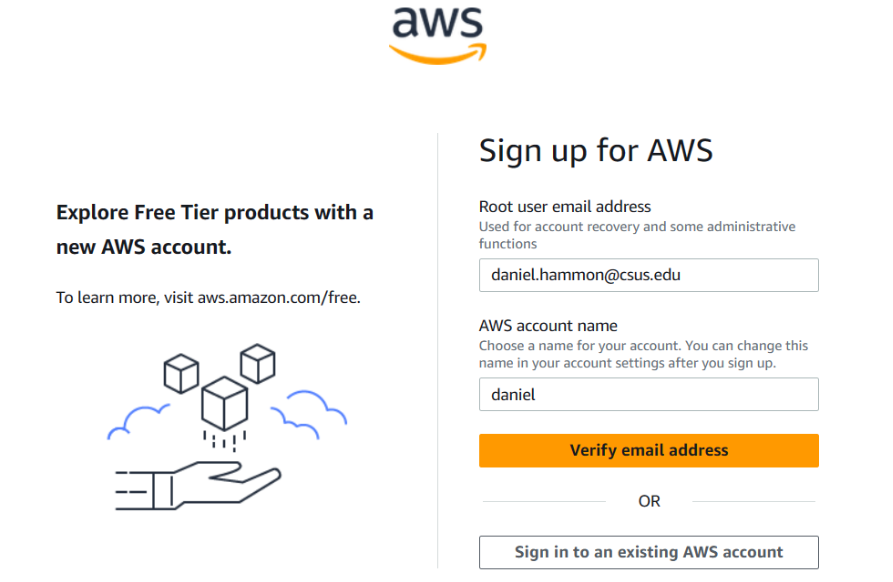 aws
Explore Free Tier products with a
new AWS account.
To learn more, visit aws.amazon.com/free.
Sign up for AWS
Root user email address
Used for account recovery and some administrative
functions
daniel.hammon@csus.edu
AWS account name
Choose a name for your account. You can change this
name in your account settings after you sign up.
daniel
Verify email address
OR
Sign in to an existing AWS account